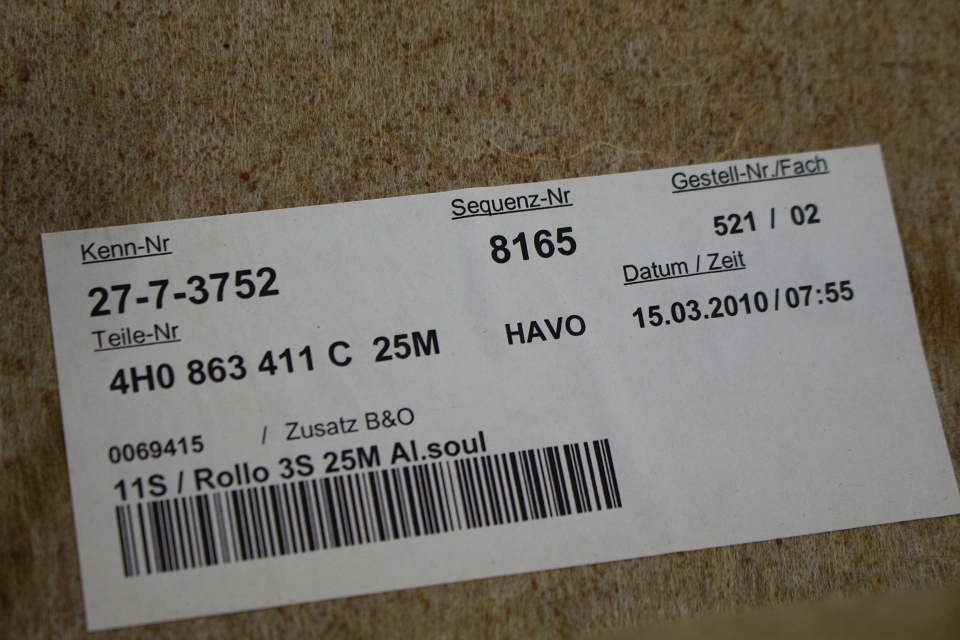 Kenn-Nr
27-7-3752
Sequenz-Nr
8165
Gestell-Nr./Fach
521 / 02
Teile-Nr
4H0 863 411 C 25M
HAVO
Datum / Zeit
15.03.2010/07:55
0069415 / Zusatz B&O
11S / Rollo 3S 25M Al.soul